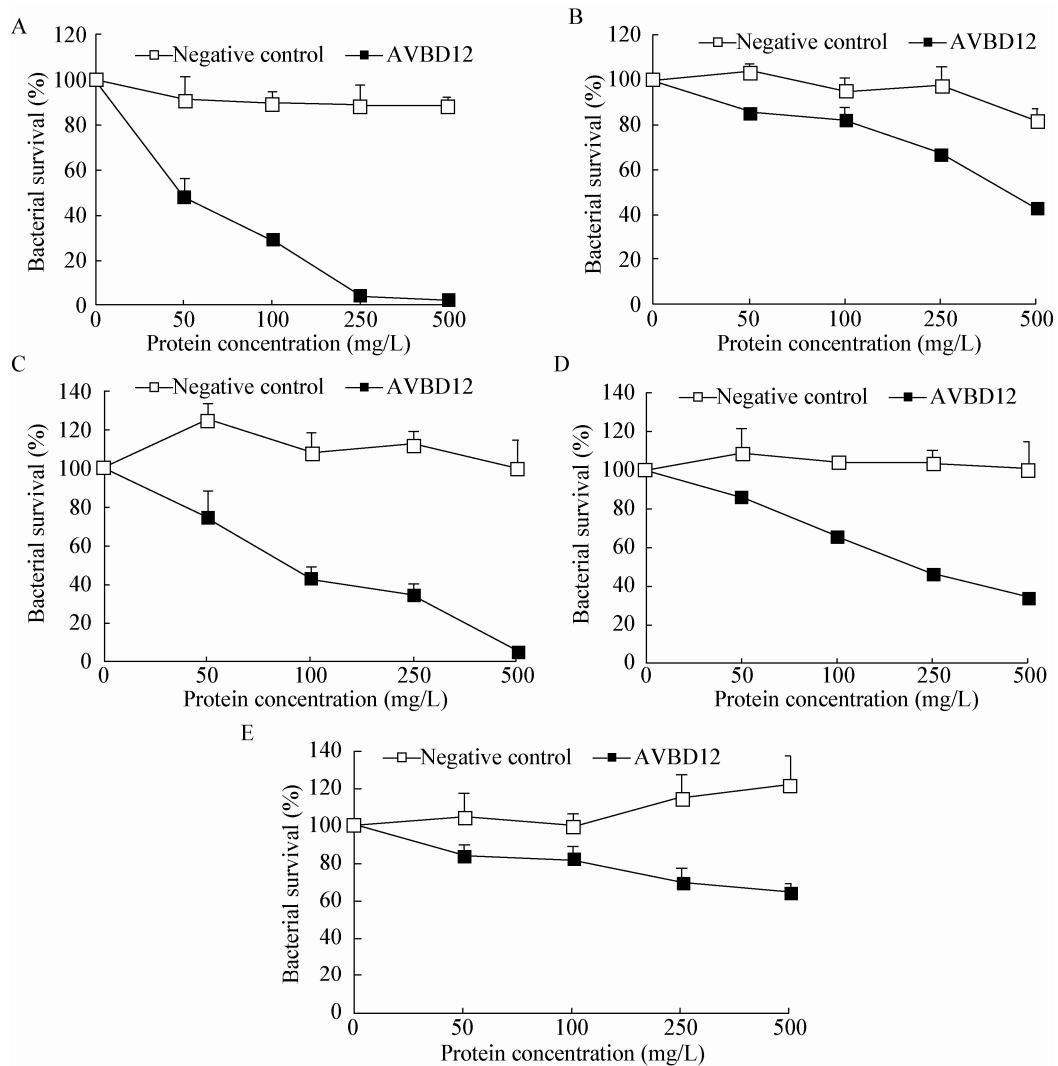 A
Negative control AVBD12
120
100
80
60
40
20
0
0 50 100 250 500
Bacterial survival (%)
Protein concentration (mg/L)
B
Negative control AVBD12
120
100
80
60
40
20
0
0 50 100 250 500
Bacterial survival (%)
Protein concentration (mg/L)
C
Negative control AVBD12
140
120
100
80
60
40
20
0
0 50 100 250 500
Bacterial survival (%)
Protein concentration (mg/L)
D
Negative control AVBD12
140
120
100
80
60
40
20
0
0 50 100 250 500
Bacterial survival (%)
Protein concentration (mg/L)
E
Negative control AVBD12
140
120
100
80
60
40
20
0
0 50 100 250 500
Bacterial survival (%)
Protein concentration (mg/L)